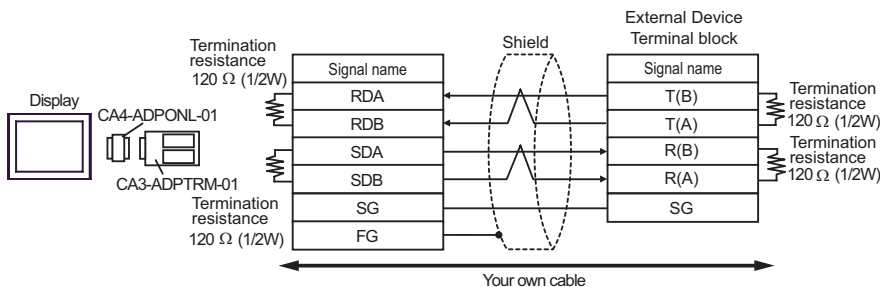 External Device
Terminal block
Shield
Termination
resistance
120 Ω (1/2W)
Signal name
Signal name
RDA
T(B)
Termination
resistance
120 Ω (1/2W)
Display
CA4-ADPONL-01
RDB
T(A)
SDA
R(B)
Termination
resistance
120 Ω (1/2W)
CA3-ADPTRM-01
SDB
R(A)
Termination
resistance
120 Ω (1/2W)
SG
SG
FG
Your own cable